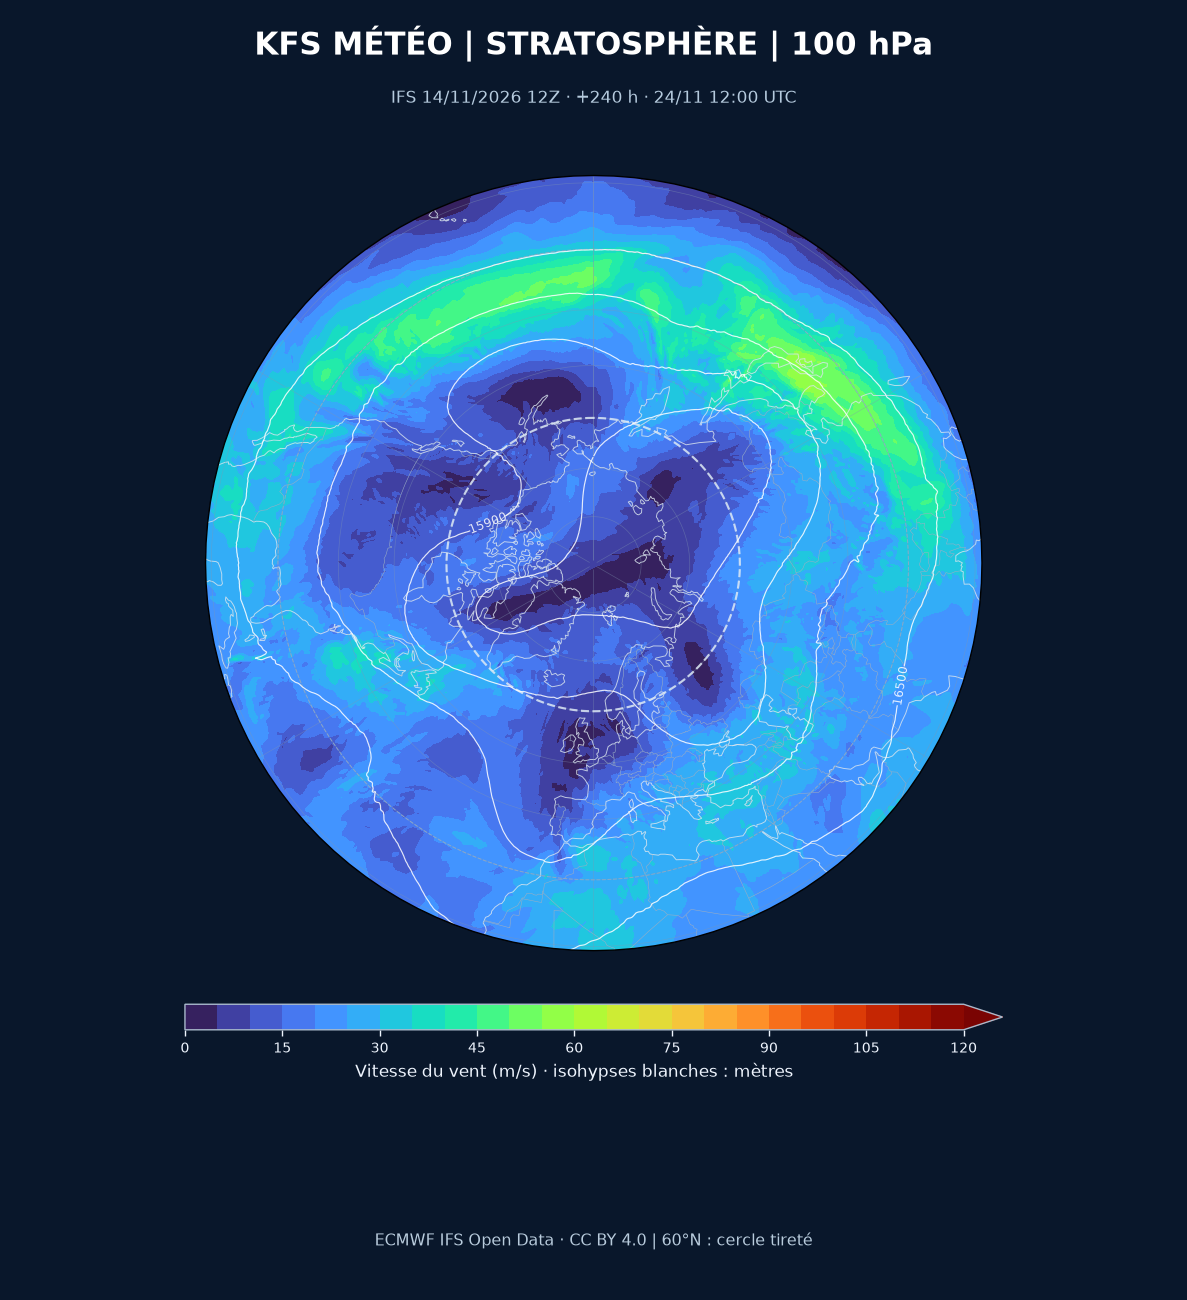 KFS MÉTÉO | STRATOSPHÈRE | 100 hPa
IFS 14/11/2026 12Z · +240 h · 24/11 12:00 UTC
15900
16500
0 15 30 45 60 75 90 105 120
Vitesse du vent (m/s) · isohypses blanches : mètres
ECMWF IFS Open Data · CC BY 4.0 | 60°N : cercle tireté